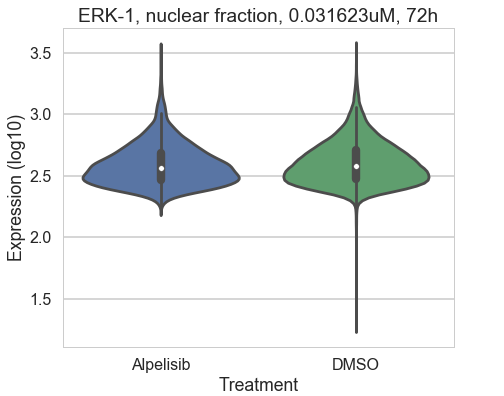 ERK-1, nuclear fraction, 0.031623uM, 72h
Expression (log10)
3.5
3.0
2.5
2.0
1.5
Alpelisib
DMSO
Treatment